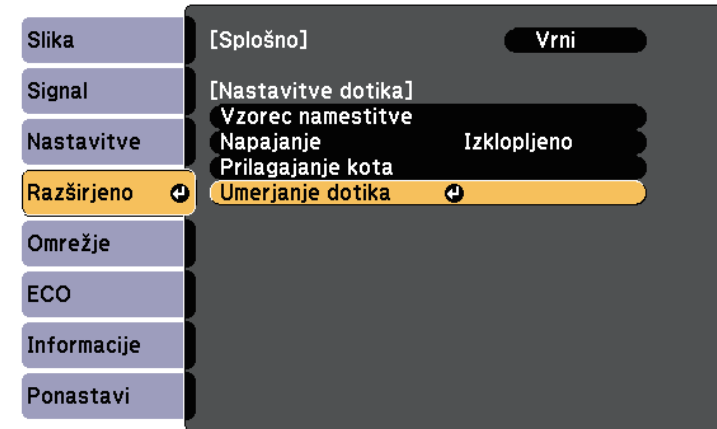 Slika
Signal
Nastavitve
Razširjeno
Omrežje
ECO
Informacije
Ponastavi
[Splošno] Vrni
[Nastavitve dotika]
Vzorec namestitve
Napajanje Izklopljeno
Prilagajanje kota
Umerjanje dotika